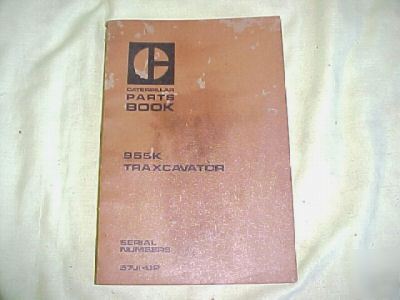 CATERPILLAR
PARTS
BOOK
955K
TRAXCAVATOR
SERIAL
NUMBERS